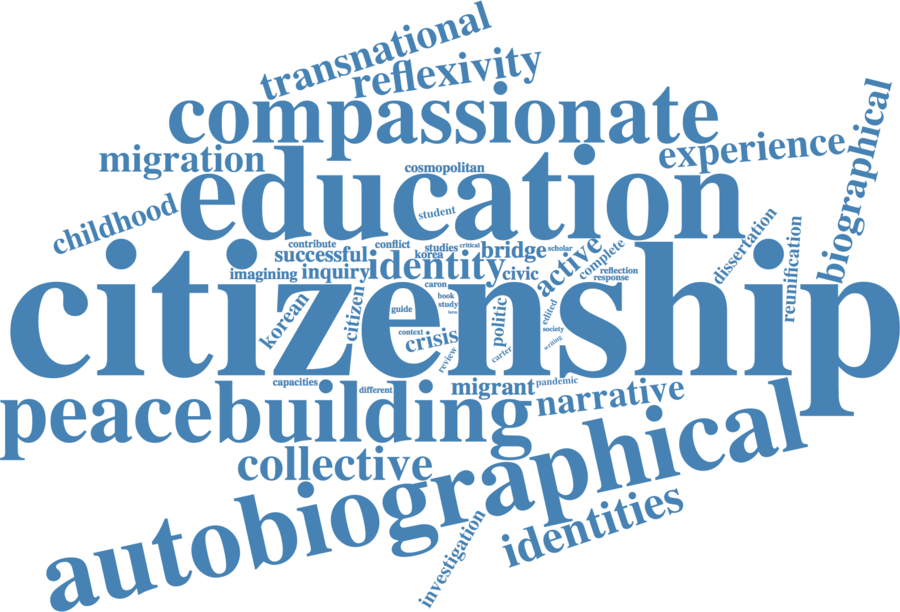 transnational
reflexivity
compassionate
migration
experience
biographical
education
cosmopolitan
childhood
student
contribute
conflict
studies
critical
bridge
scholar
active
complete
dissertation
reunification
successful
korea
identity
imagining
inquiry
civic
reflection
response
citizenship
caron
book
study
term
guide
korean
citizen
context
crisis
review
politic
carter
edited
society
writing
capacities
different
migrant
pandemic
narrative
peacebuilding
collective
autobiographical
identities
investigation